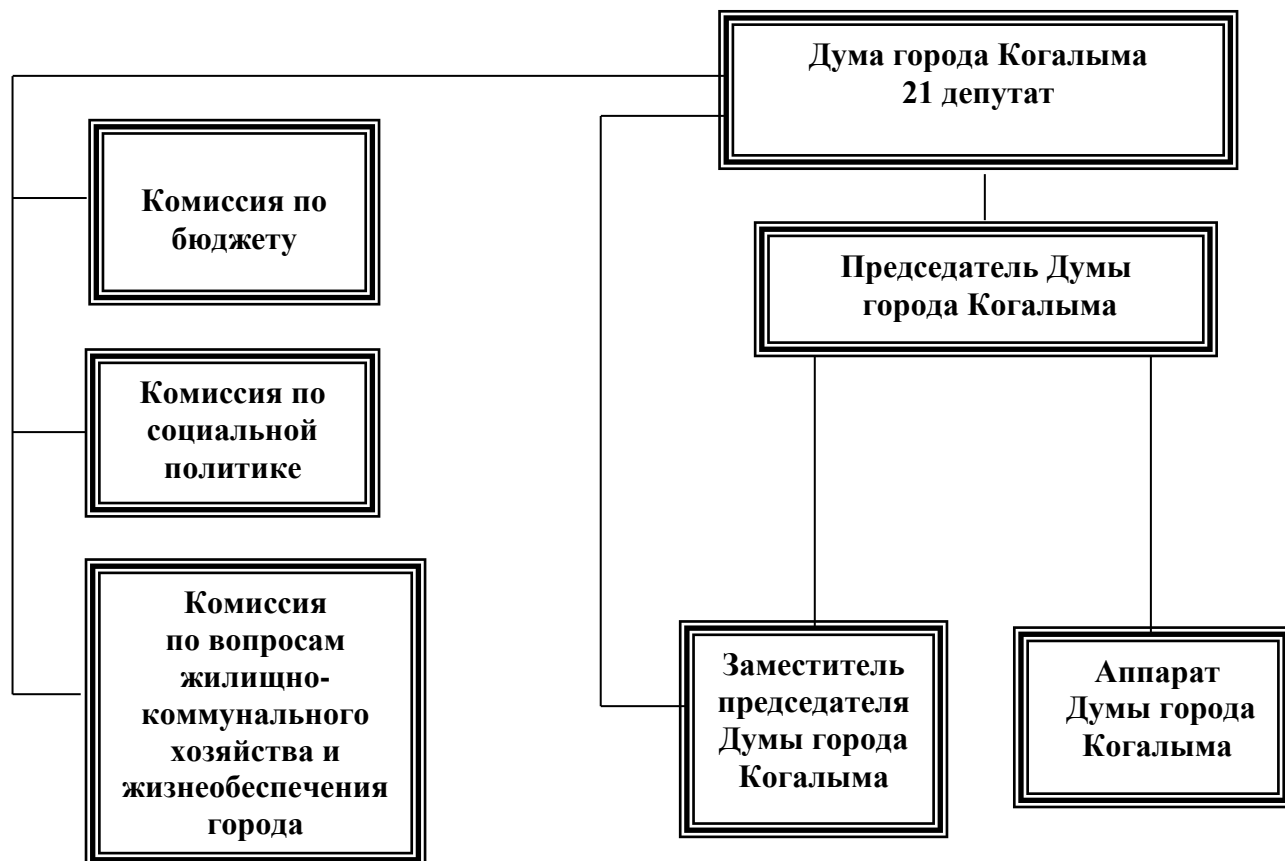 Дума города Когалыма
21 депутат
Комиссия по
бюджету
Председатель Думы
города Когалыма
Комиссия по
социальной
политике
Комиссия
по вопросам
жилищно-
коммунального
хозяйства и
жизнеобеспечения
города
Заместитель
председателя
Думы города
Когалыма
Аппарат
Думы города
Когалыма